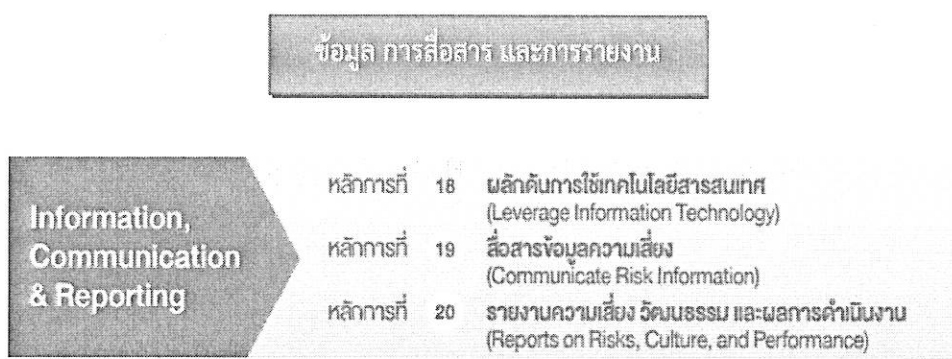 ข้อมูล การสื่อสาร และการรายงาน
Information,
Communication
& Reporting
หลักการที่ 18 ผลักดันการใช้เทคโนโลยีสารสนเทศ
(Leverage Information Technology)
หลักการที่ 19 สื่อสารข้อมูลความเสี่ยง
(Communicate Risk Information)
หลักการที่ 20 รายงานความเสี่ยง วัฒนธรรม และผลการดำเนินงาน
(Reports on Risks, Culture, and Performance)